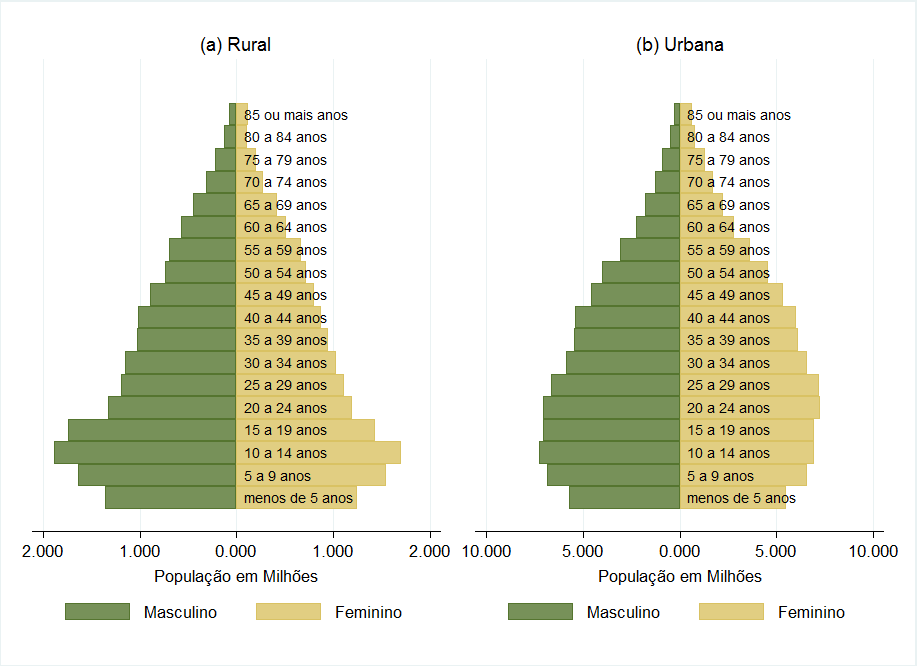 (a) Rural
85 ou mais anos
80 a 84 anos
75 a 79 anos
70 a 74 anos
65 a 69 anos
60 a 64 anos
55 a 59 anos
50 a 54 anos
45 a 49 anos
40 a 44 anos
35 a 39 anos
30 a 34 anos
25 a 29 anos
20 a 24 anos
15 a 19 anos
10 a 14 anos
5 a 9 anos
menos de 5 anos
2.000 1.000 0.000 1.000 2.000
População em Milhões
Masculino Feminino
(b) Urbana
85 ou mais anos
80 a 84 anos
75 a 79 anos
70 a 74 anos
65 a 69 anos
60 a 64 anos
55 a 59 anos
50 a 54 anos
45 a 49 anos
40 a 44 anos
35 a 39 anos
30 a 34 anos
25 a 29 anos
20 a 24 anos
15 a 19 anos
10 a 14 anos
5 a 9 anos
menos de 5 anos
10.000 5.000 0.000 5.000 10.000
População em Milhões
Masculino Feminino